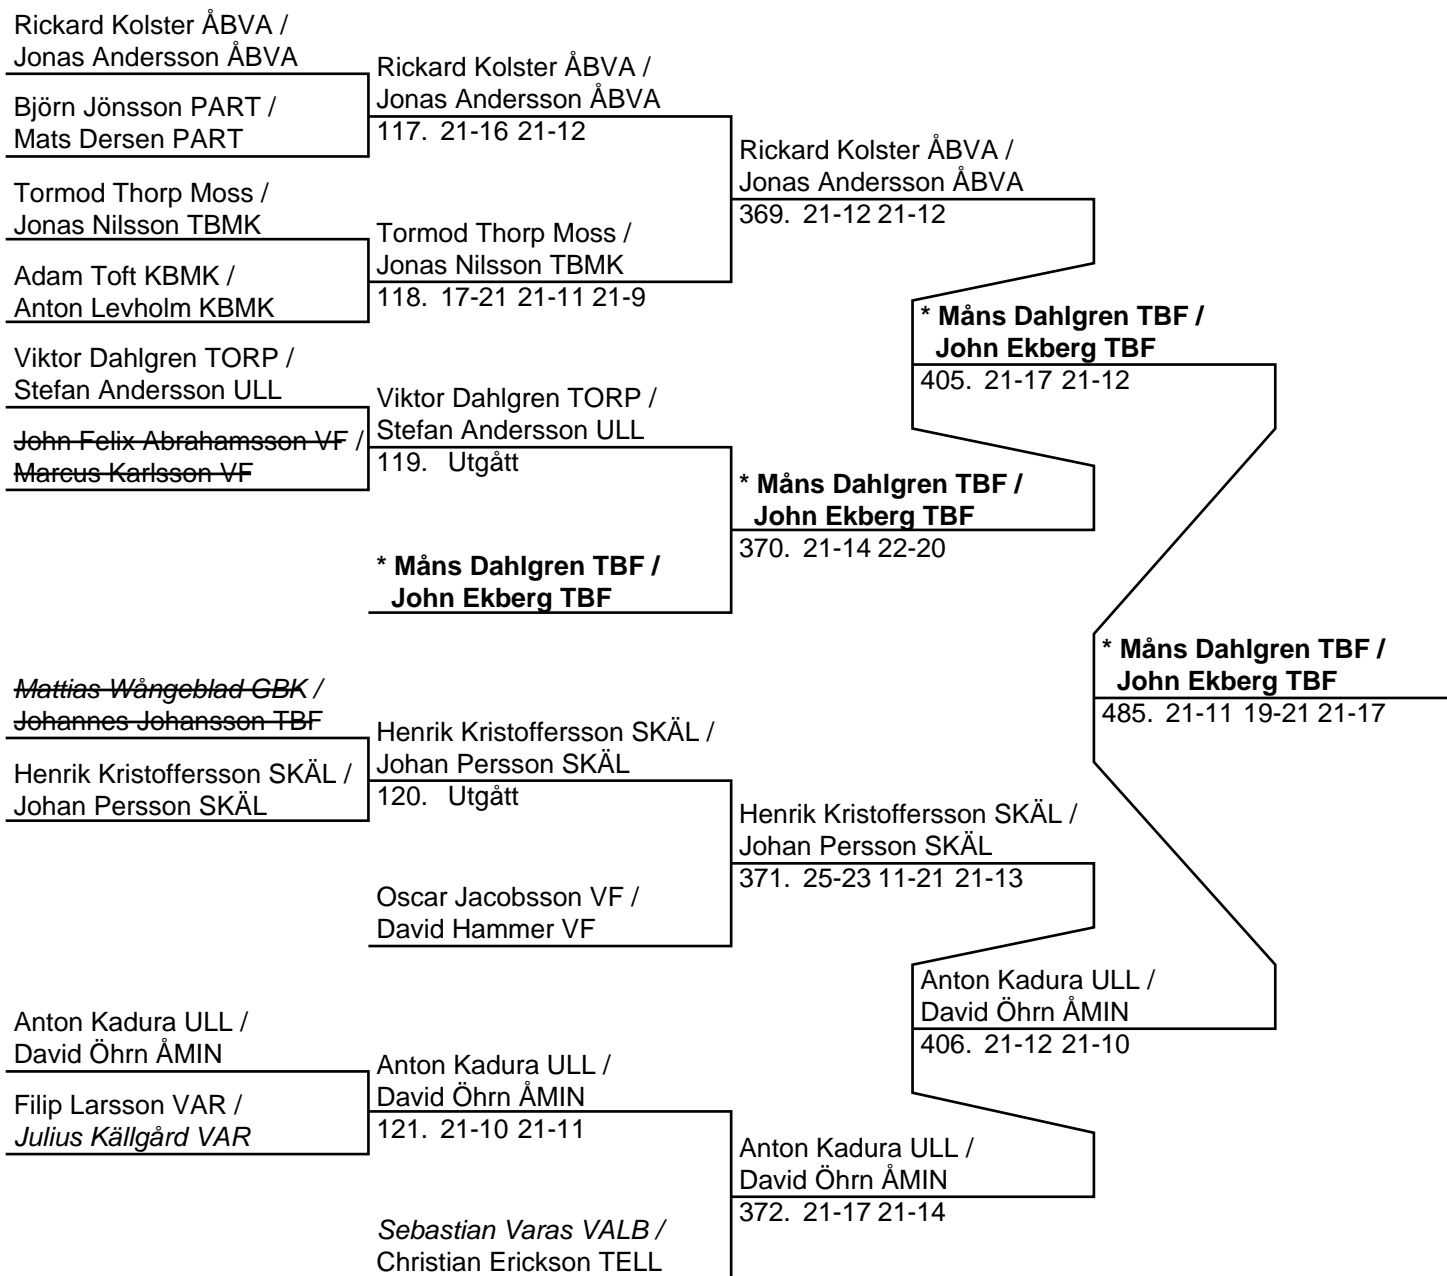 Rickard Kolster ÅBVA /
Jonas Andersson ÅBVA
Björn Jönsson PART /
Mats Dersen PART
Tormod Thorp Moss /
Jonas Nilsson TBMK
Adam Toft KBMK /
Anton Levholm KBMK
Viktor Dahlgren TORP /
Stefan Andersson ULL
John Felix Abrahamsson VF /
Marcus Karlsson VF
Mattias Wångeblad GBK /
Johannes Johansson TBF
Henrik Kristoffersson SKÄL /
Johan Persson SKÄL
Anton Kadura ULL /
David Öhrn ÅMIN
Filip Larsson VAR /
Julius Källgård VAR
Rickard Kolster ÅBVA /
Jonas Andersson ÅBVA
117. 21-16 21-12
Tormod Thorp Moss /
Jonas Nilsson TBMK
118. 17-21 21-11 21-9
Viktor Dahlgren TORP /
Stefan Andersson ULL
119. Utgått
* Måns Dahlgren TBF /
John Ekberg TBF
Henrik Kristoffersson SKÄL /
Johan Persson SKÄL
120. Utgått
Oscar Jacobsson VF /
David Hammer VF
Anton Kadura ULL /
David Öhrn ÅMIN
121. 21-10 21-11
Sebastian Varas VALB /
Christian Erickson TELL
Rickard Kolster ÅBVA /
Jonas Andersson ÅBVA
369. 21-12 21-12
* Måns Dahlgren TBF /
John Ekberg TBF
370. 21-14 22-20
Henrik Kristoffersson SKÄL /
Johan Persson SKÄL
371. 25-23 11-21 21-13
Anton Kadura ULL /
David Öhrn ÅMIN
372. 21-17 21-14
* Måns Dahlgren TBF /
John Ekberg TBF
405. 21-17 21-12
Anton Kadura ULL /
David Öhrn ÅMIN
406. 21-12 21-10
* Måns Dahlgren TBF /
John Ekberg TBF
485. 21-11 19-21 21-17